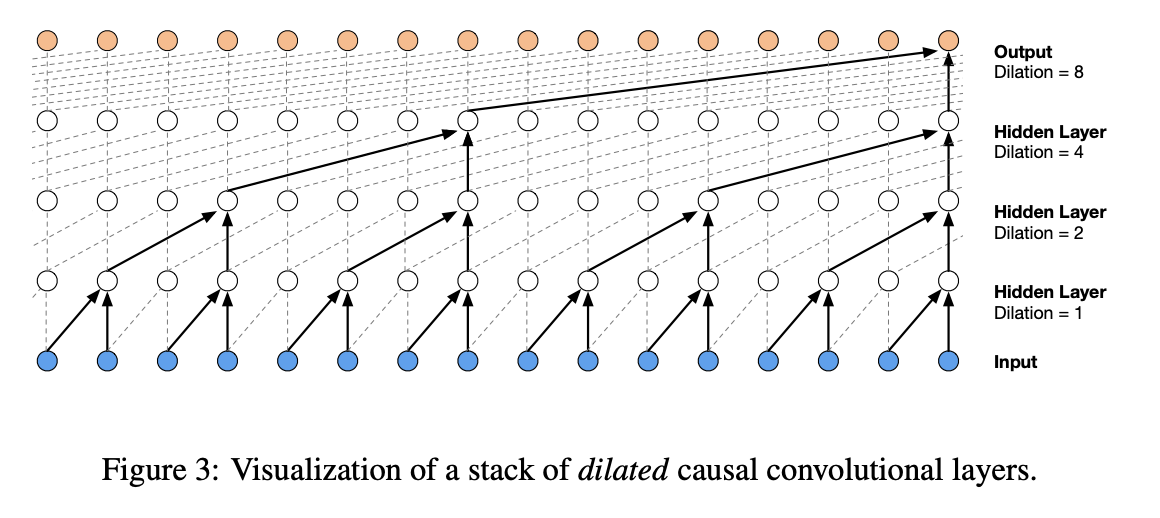 Output
Dilation = 8
Hidden Layer
Dilation = 4
Hidden Layer
Dilation = 2
Hidden Layer
Dilation = 1
Input
Figure 3: Visualization of a stack of dilated causal convolutional layers.